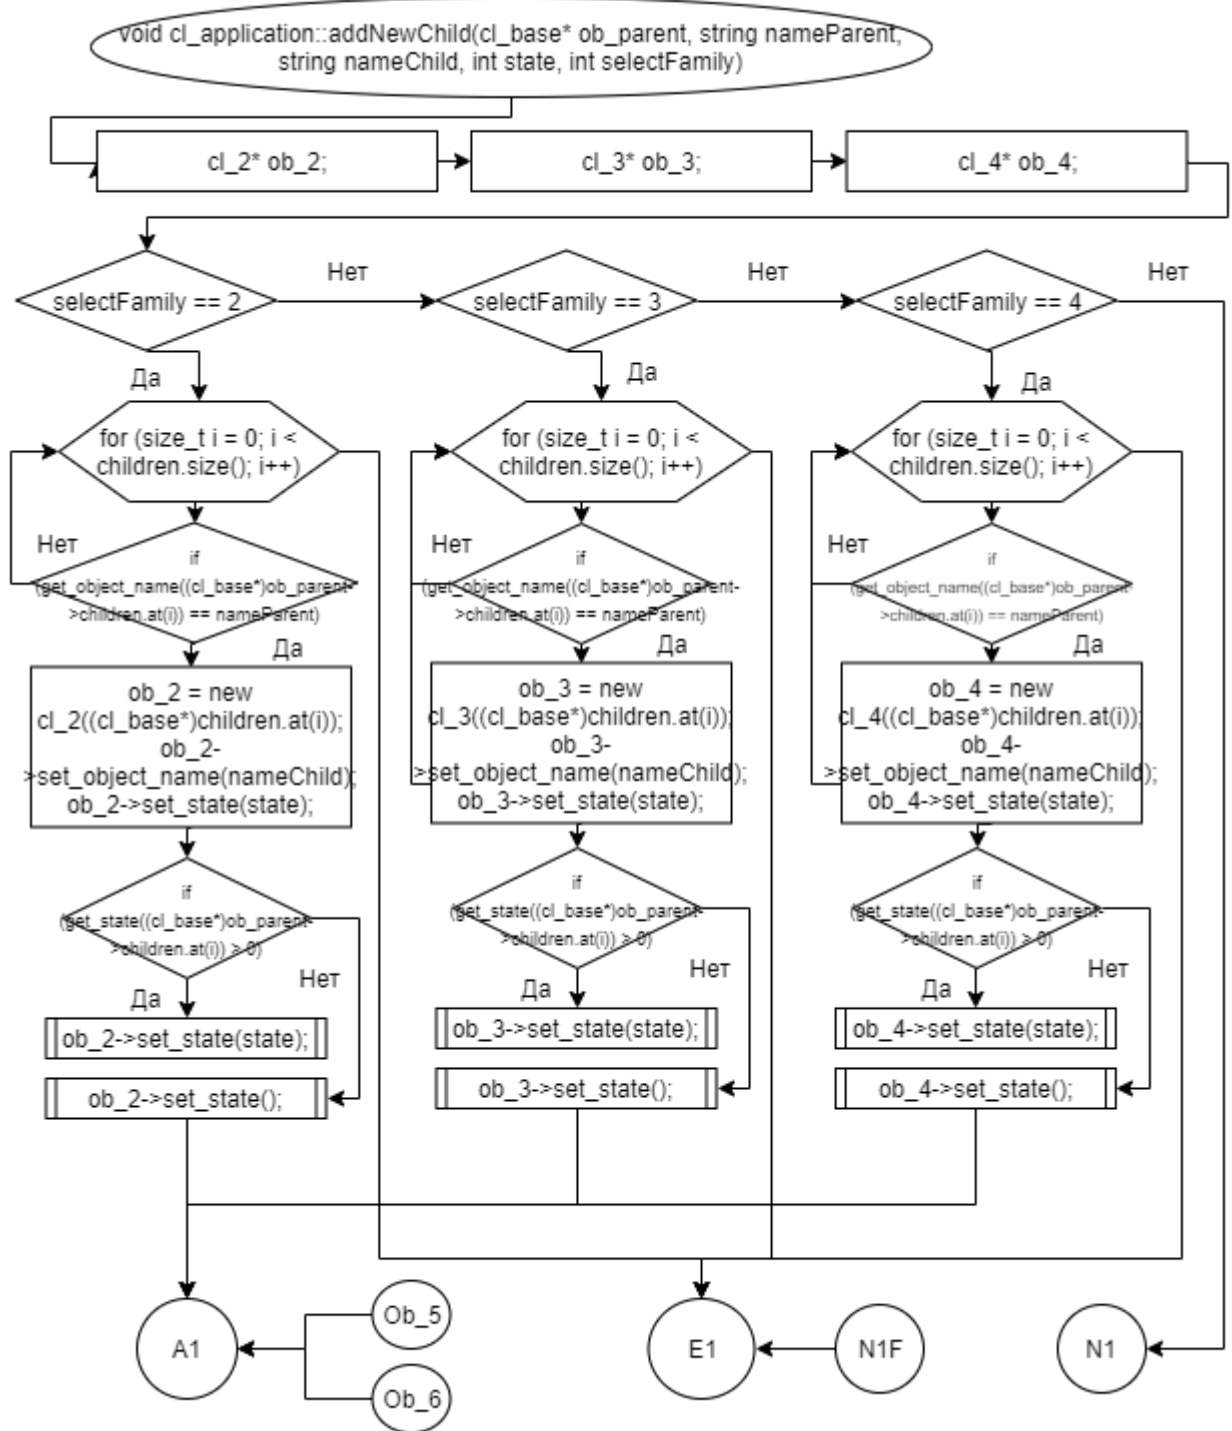 void cl_application::addNewChild(cl_base* ob_parent, string nameParent,
string nameChild, int state, int selectFamily)
cl_2* ob_2;
cl_3* ob_3;
cl_4* ob_4;
Нет
Нет
Нет
selectFamily == 2
selectFamily == 3
selectFamily == 4
Да
Да
Да
for (size_t i = 0; i <
children.size(); i++)
for (size_t i = 0; i <
children.size(); i++)
for (size_t i = 0; i <
children.size(); i++)
Нет
if
(get_object_name((cl_base*)ob_parent-
>children.at(i)) == nameParent)
Да
Нет
if
(get_object_name((cl_base*)ob_parent-
>children.at(i)) == nameParent)
Да
Нет
if
(get_object_name((cl_base*)ob_parent-
>children.at(i)) == nameParent)
Да
ob_2 = new
cl_2((cl_base*)children.at(i));
ob_2-
>set_object_name(nameChild);
ob_2->set_state(state);
ob_3 = new
cl_3((cl_base*)children.at(i));
ob_3-
>set_object_name(nameChild);
ob_3->set_state(state);
ob_4 = new
cl_4((cl_base*)children.at(i));
ob_4-
>set_object_name(nameChild);
ob_4->set_state(state);
if
(get_state((cl_base*)ob_parent-
>children.at(i)) > 0)
Нет
Да
if
(get_state((cl_base*)ob_parent-
>children.at(i)) > 0)
Нет
Да
if
(get_state((cl_base*)ob_parent-
>children.at(i)) > 0)
Нет
Да
ob_2->set_state(state);
ob_3->set_state(state);
ob_4->set_state(state);
ob_2->set_state();
ob_3->set_state();
ob_4->set_state();
Ob_5
A1
E1
N1F
N1
Ob_6